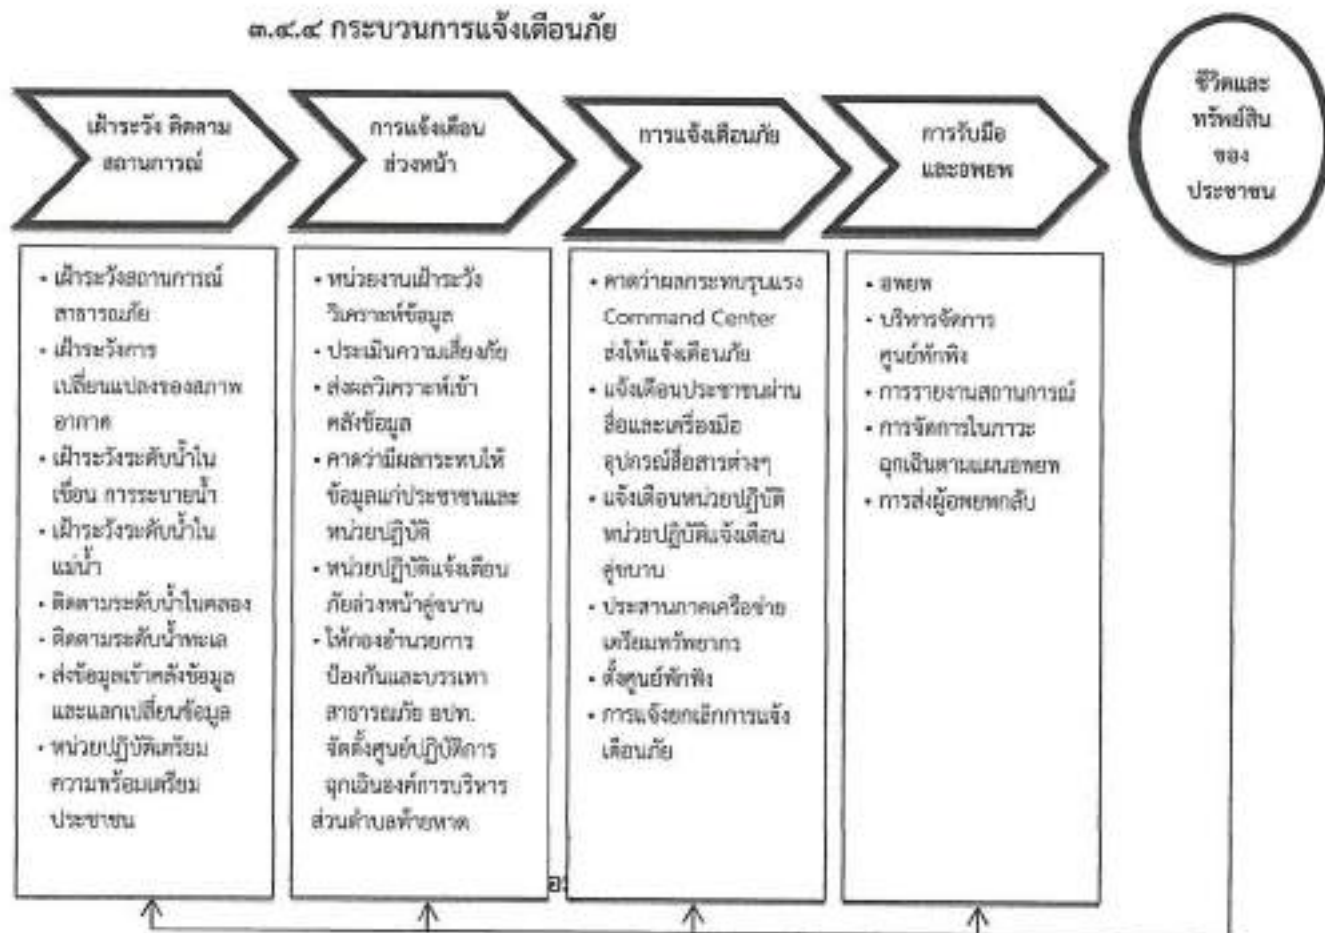 ๓.๔.๔ กระบวนการแจ้งเตือนภัย
เฝ้าระวัง ติดตาม
สถานการณ์
การแจ้งเตือน
ล่วงหน้า
การแจ้งเตือนภัย
การรับมือ
และอพยพ
ชีวิตและ
ทรัพย์สิน
ของ
ประชาชน
• เฝ้าระวังสถานการณ์
สาธารณภัย
• เฝ้าระวังการ
เปลี่ยนแปลงของสภาพ
อากาศ
• เฝ้าระวังระดับน้ำใน
เขื่อน การระบายน้ำ
• เฝ้าระวังระดับน้ำใน
แม่น้ำ
• ติดตามระดับน้ำในคลอง
• ติดตามระดับน้ำทะเล
• ส่งข้อมูลเข้าคลังข้อมูล
และแลกเปลี่ยนข้อมูล
• หน่วยปฏิบัติเตรียม
ความพร้อมเตรียม
ประชาชน
• หน่วยงานเฝ้าระวัง
วิเคราะห์ข้อมูล
• ประเมินความเสี่ยงภัย
• ส่งผลวิเคราะห์เข้า
คลังข้อมูล
• คาดว่ามีผลกระทบให้
ข้อมูลแก่ประชาชนและ
หน่วยปฏิบัติ
• หน่วยปฏิบัติแจ้งเตือน
ภัยล่วงหน้าคู่ขนาน
• ให้กองอำนวยการ
ป้องกันและบรรเทา
สาธารณภัย อปท.
จัดตั้งศูนย์ปฏิบัติการ
ฉุกเฉินองค์การบริหาร
ส่วนตำบลท้ายหาด
• คาดว่าผลกระทบรุนแรง
Command Center
ส่งให้แจ้งเตือนภัย
• แจ้งเตือนประชาชนผ่าน
สื่อและเครื่องมือ
อุปกรณ์สื่อสารต่างๆ
• แจ้งเตือนหน่วยปฏิบัติ
หน่วยปฏิบัติแจ้งเตือน
คู่ขนาน
• ประสานภาคเครือข่าย
เตรียมทรัพยากร
• ตั้งศูนย์พักพิง
• การแจ้งยกเลิกการแจ้ง
เตือนภัย
• อพยพ
• บริหารจัดการ
ศูนย์พักพิง
• การรายงานสถานการณ์
• การจัดการในภาวะ
ฉุกเฉินตามแผนอพยพ
• การส่งผู้อพยพกลับ